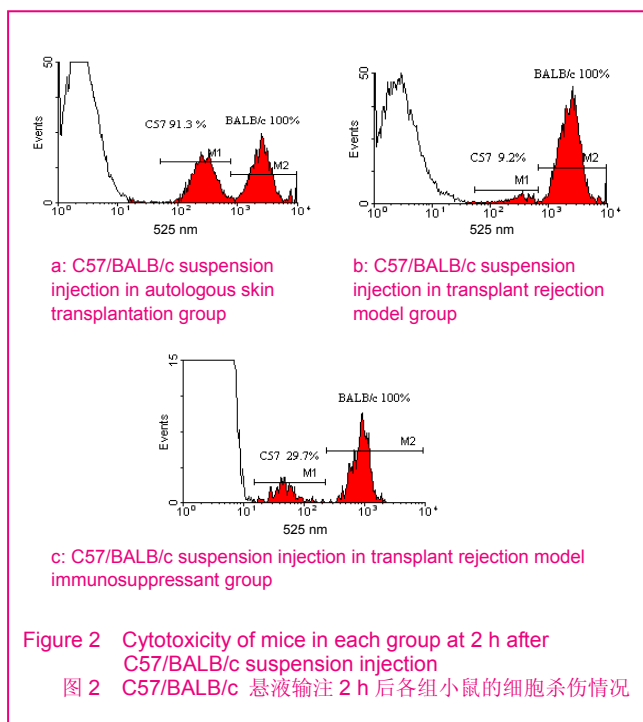 50
Events
0
C57 91.3 %
BALB/c 100%
M1
M2
10⁰ 10¹ 10² 10³ 10⁴
525 nm
a: C57/BALB/c suspension
injection in autologous skin
transplantation group
50
Events
0
BALB/c 100%
C57 9.2%
M1
M2
10⁰ 10¹ 10² 10³ 10⁴
525 nm
b: C57/BALB/c suspension
injection in transplant rejection
model group
15
Events
0
BALB/c 100%
C57 29.7%
M1
M2
10⁰ 10¹ 10² 10³ 10⁴
525 nm
c: C57/BALB/c suspension injection in transplant rejection model
immunosuppressant group
Figure 2 Cytotoxicity of mice in each group at 2 h after
C57/BALB/c suspension injection
图 2 C57/BALB/c 悬液输注 2 h 后各组小鼠的细胞杀伤情况